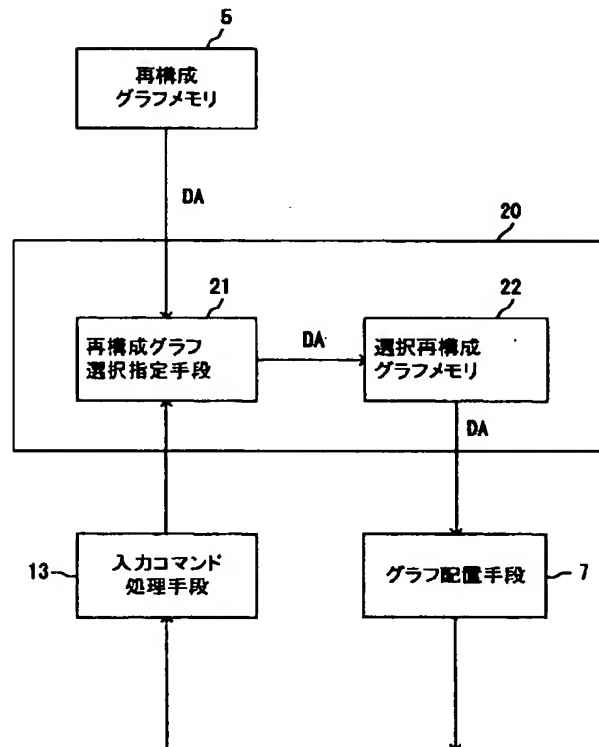 5
再構成
グラフメモリ
DA
20
21
22
再構成グラフ
選択指定手段
DA
選択再構成
グラフメモリ
DA
13
入力コマンド
処理手段
グラフ配置手段
7